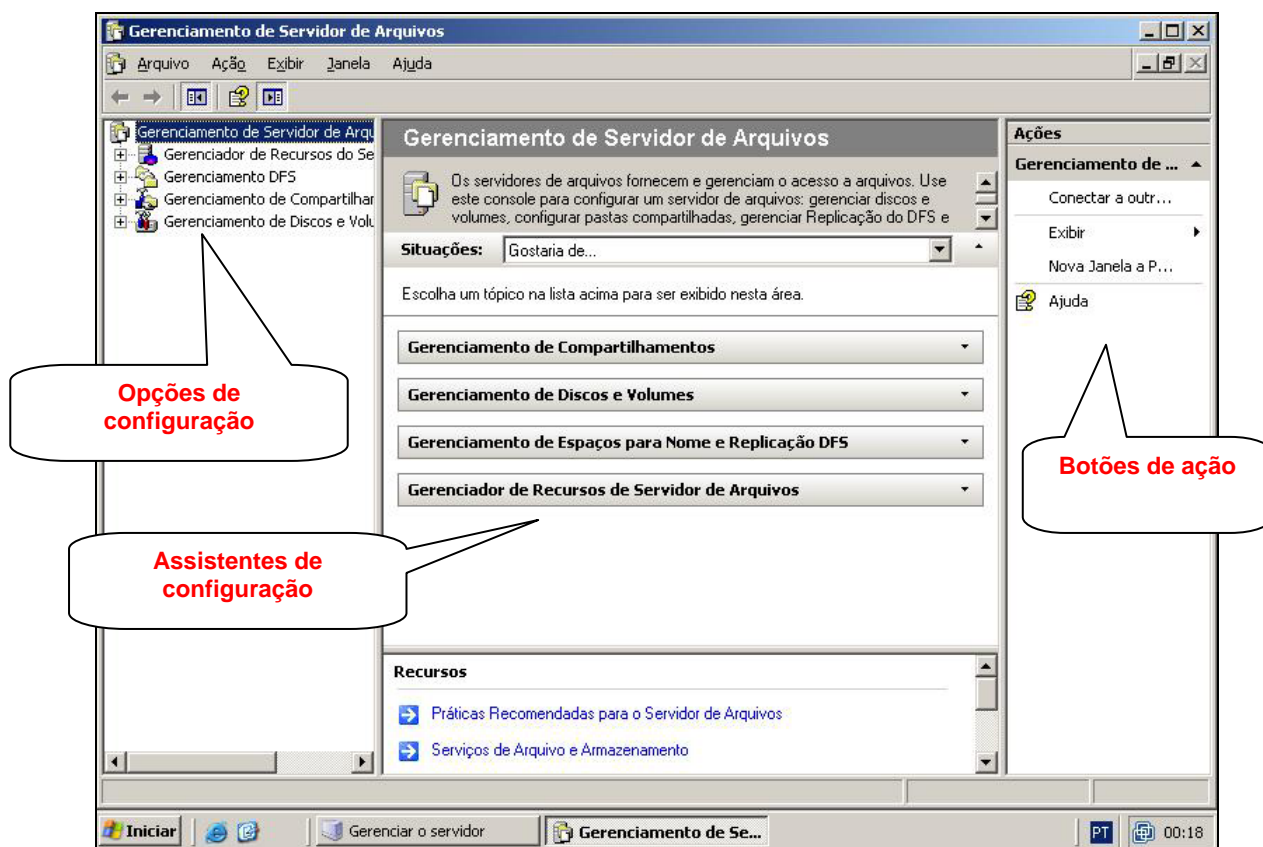 Gerenciamento de Servidor de Arquivos
Arquivo Ação Exibir Janela Ajuda
Gerenciamento de Servidor de Arqu
Gerenciador de Recursos do Se
Gerenciamento DFS
Gerenciamento de Compartilhar
Gerenciamento de Discos e Volu
Gerenciamento de Servidor de Arquivos
Os servidores de arquivos fornecem e gerenciam o acesso a arquivos. Use
este console para configurar um servidor de arquivos: gerenciar discos e
volumes, configurar pastas compartilhadas, gerenciar Replicação do DFS e
Situações: Gostaria de...
Escolha um tópico na lista acima para ser exibido nesta área.
Gerenciamento de Compartilhamentos
Gerenciamento de Discos e Volumes
Gerenciamento de Espaços para Nome e Replicação DFS
Gerenciador de Recursos de Servidor de Arquivos
Recursos
Práticas Recomendadas para o Servidor de Arquivos
Serviços de Arquivo e Armazenamento
Ações
Gerenciamento de ...
Conectar a outr...
Exibir
Nova Janela a P...
Ajuda
Opções de
configuração
Assistentes de
configuração
Botões de ação
Iniciar
Gerenciar o servidor
Gerenciamento de Se...
PT
00:18